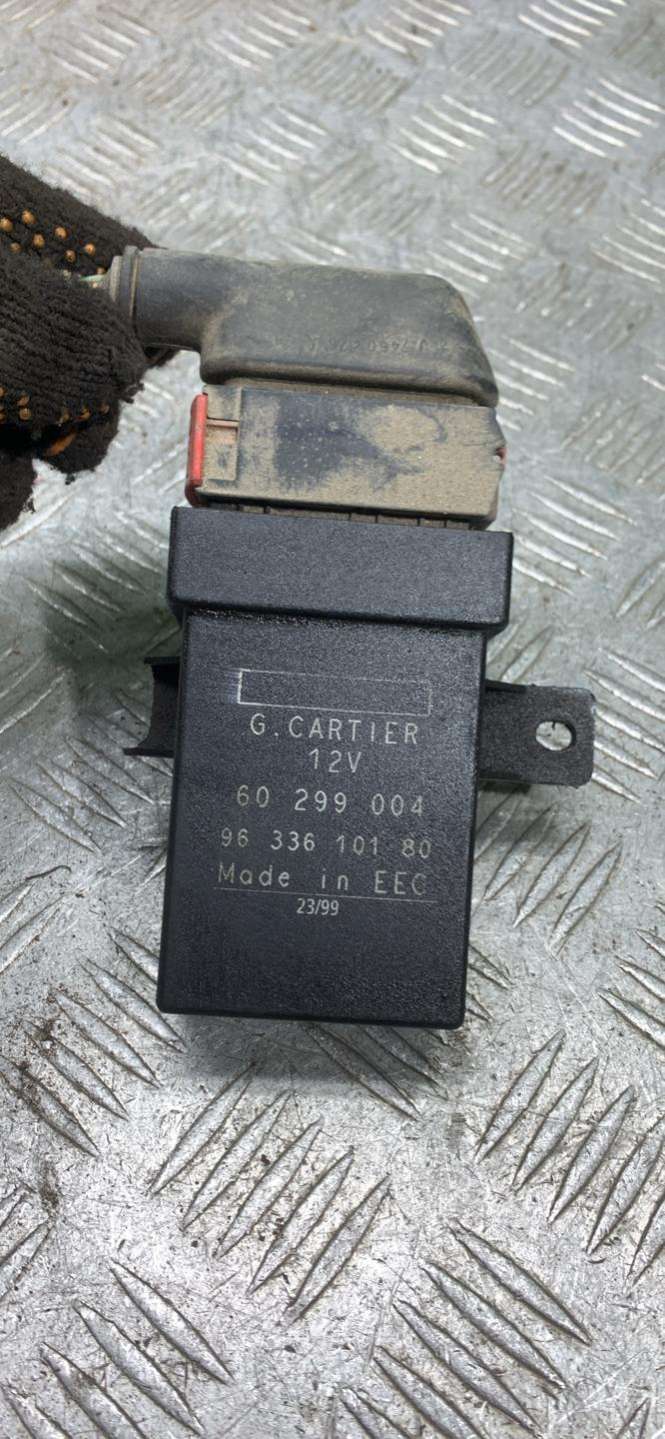 G. CARTIER
12V
60 299 004
96 336 101 80
Made in EEC
23/99